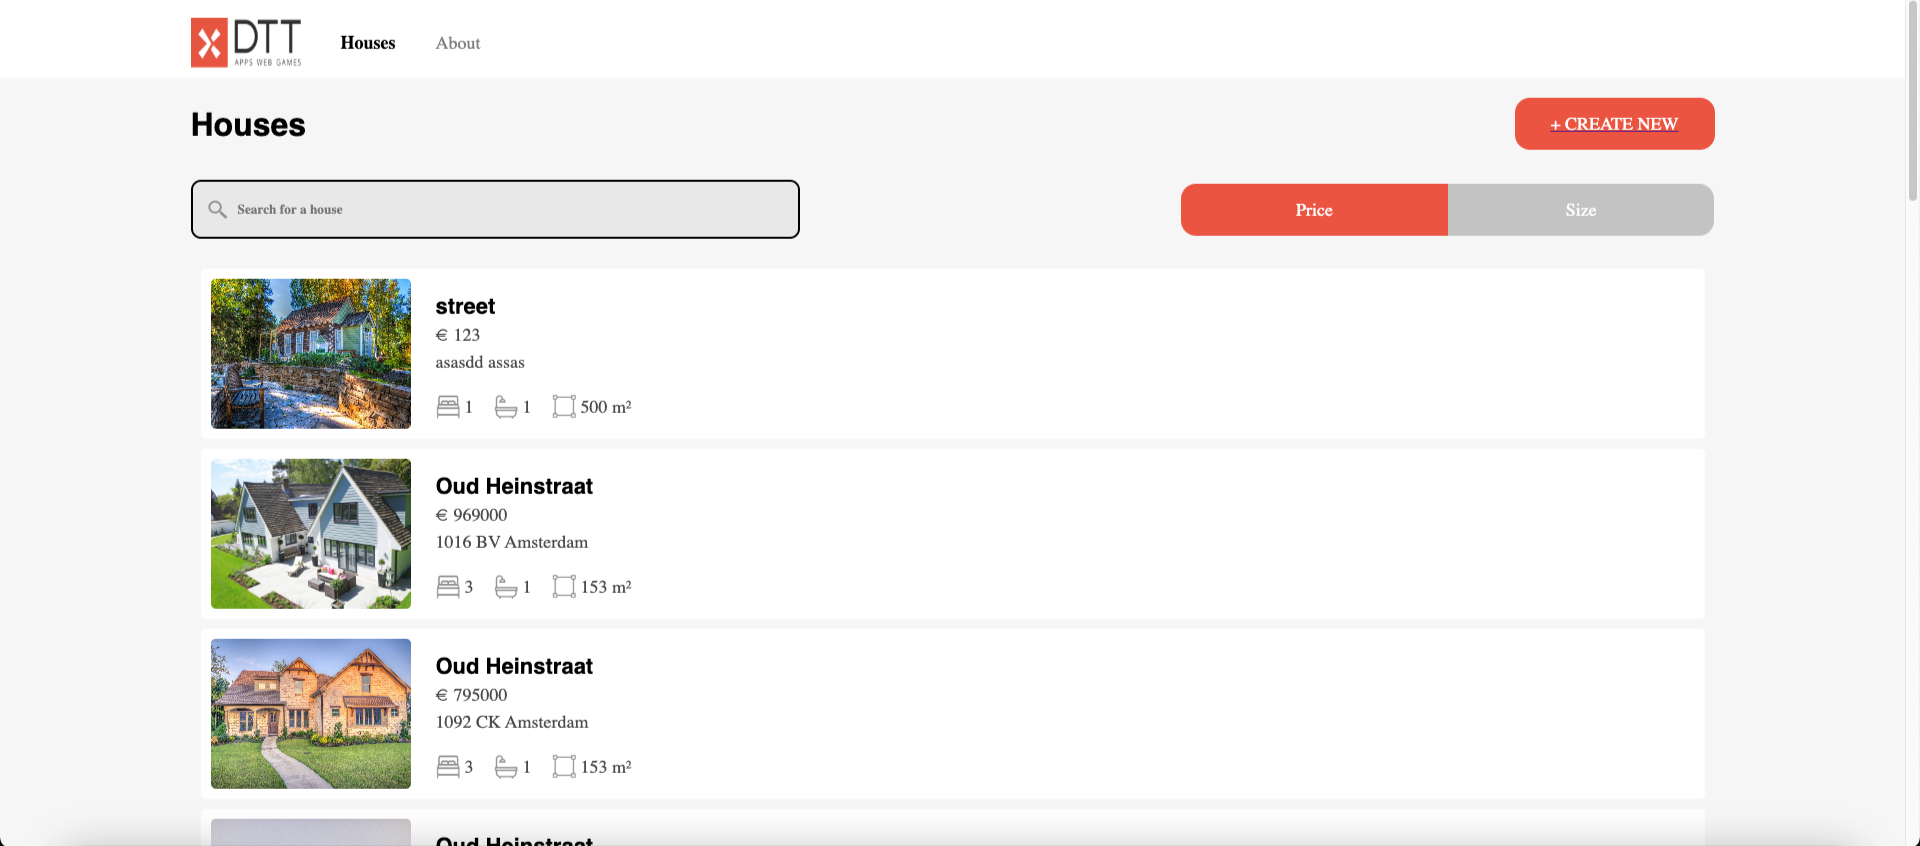 DTT
APPS WEB GAMES
Houses
About
Houses
+ CREATE NEW
Search for a house
Price
Size
street
€ 123
asasdd assas
1
1
500 m²
Oud Heinstraat
€ 969000
1016 BV Amsterdam
3
1
153 m²
Oud Heinstraat
€ 795000
1092 CK Amsterdam
3
1
153 m²
Oud Heinstraat